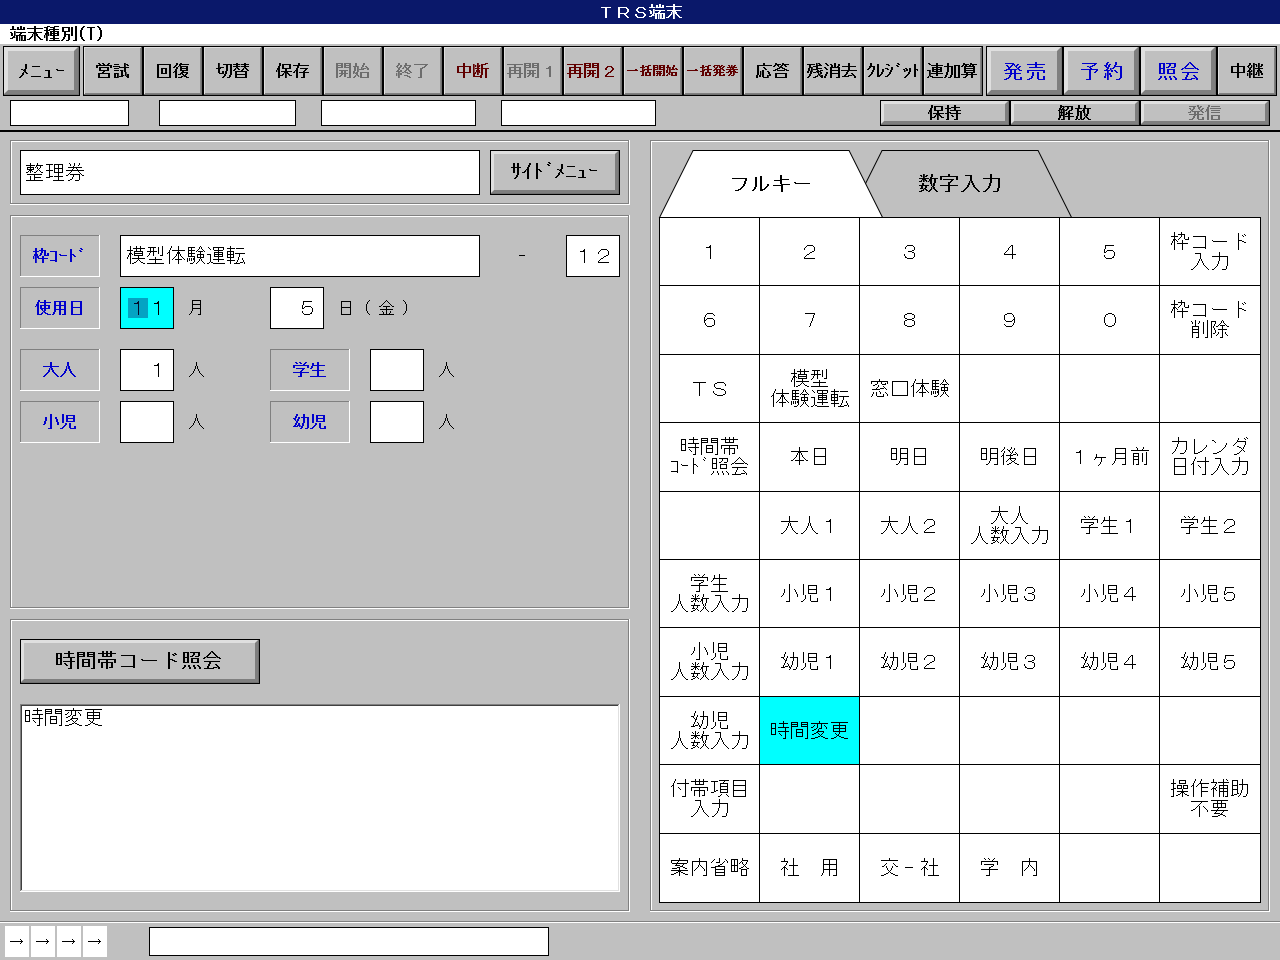 ＴＲＳ端末
端末種別(T)
ﾒﾆｭｰ 営試 回復 切替 保存 開始 終了 中断 再開１ 再開２ 一括開始 一括発券 応答 残消去 ｸﾚｼﾞｯﾄ 連加算 発売 予約 照会 中継
保持 解放 発信
整理券 ｻｲﾄﾞﾒﾆｭｰ
枠ｺｰﾄﾞ 模型体験運転 - １２
使用日 １１ 月 ５ 日（金）
大人 １ 人 学生 人
小児 人 幼児 人
時間帯コード照会
時間変更
フルキー 数字入力
１ ２ ３ ４ ５ 枠コード
入力
６ ７ ８ ９ ０ 枠コード
削除
ＴＳ 模型
体験運転 窓口体験
時間帯
ｺｰﾄﾞ照会 本日 明日 明後日 １ヶ月前 カレンダ
日付入力
大人１ 大人２ 大人
人数入力 学生１ 学生２
学生
人数入力 小児１ 小児２ 小児３ 小児４ 小児５
小児
人数入力 幼児１ 幼児２ 幼児３ 幼児４ 幼児５
幼児
人数入力 時間変更
付帯項目
入力 操作補助
不要
案内省略 社　用 交－社 学　内
→ → → →